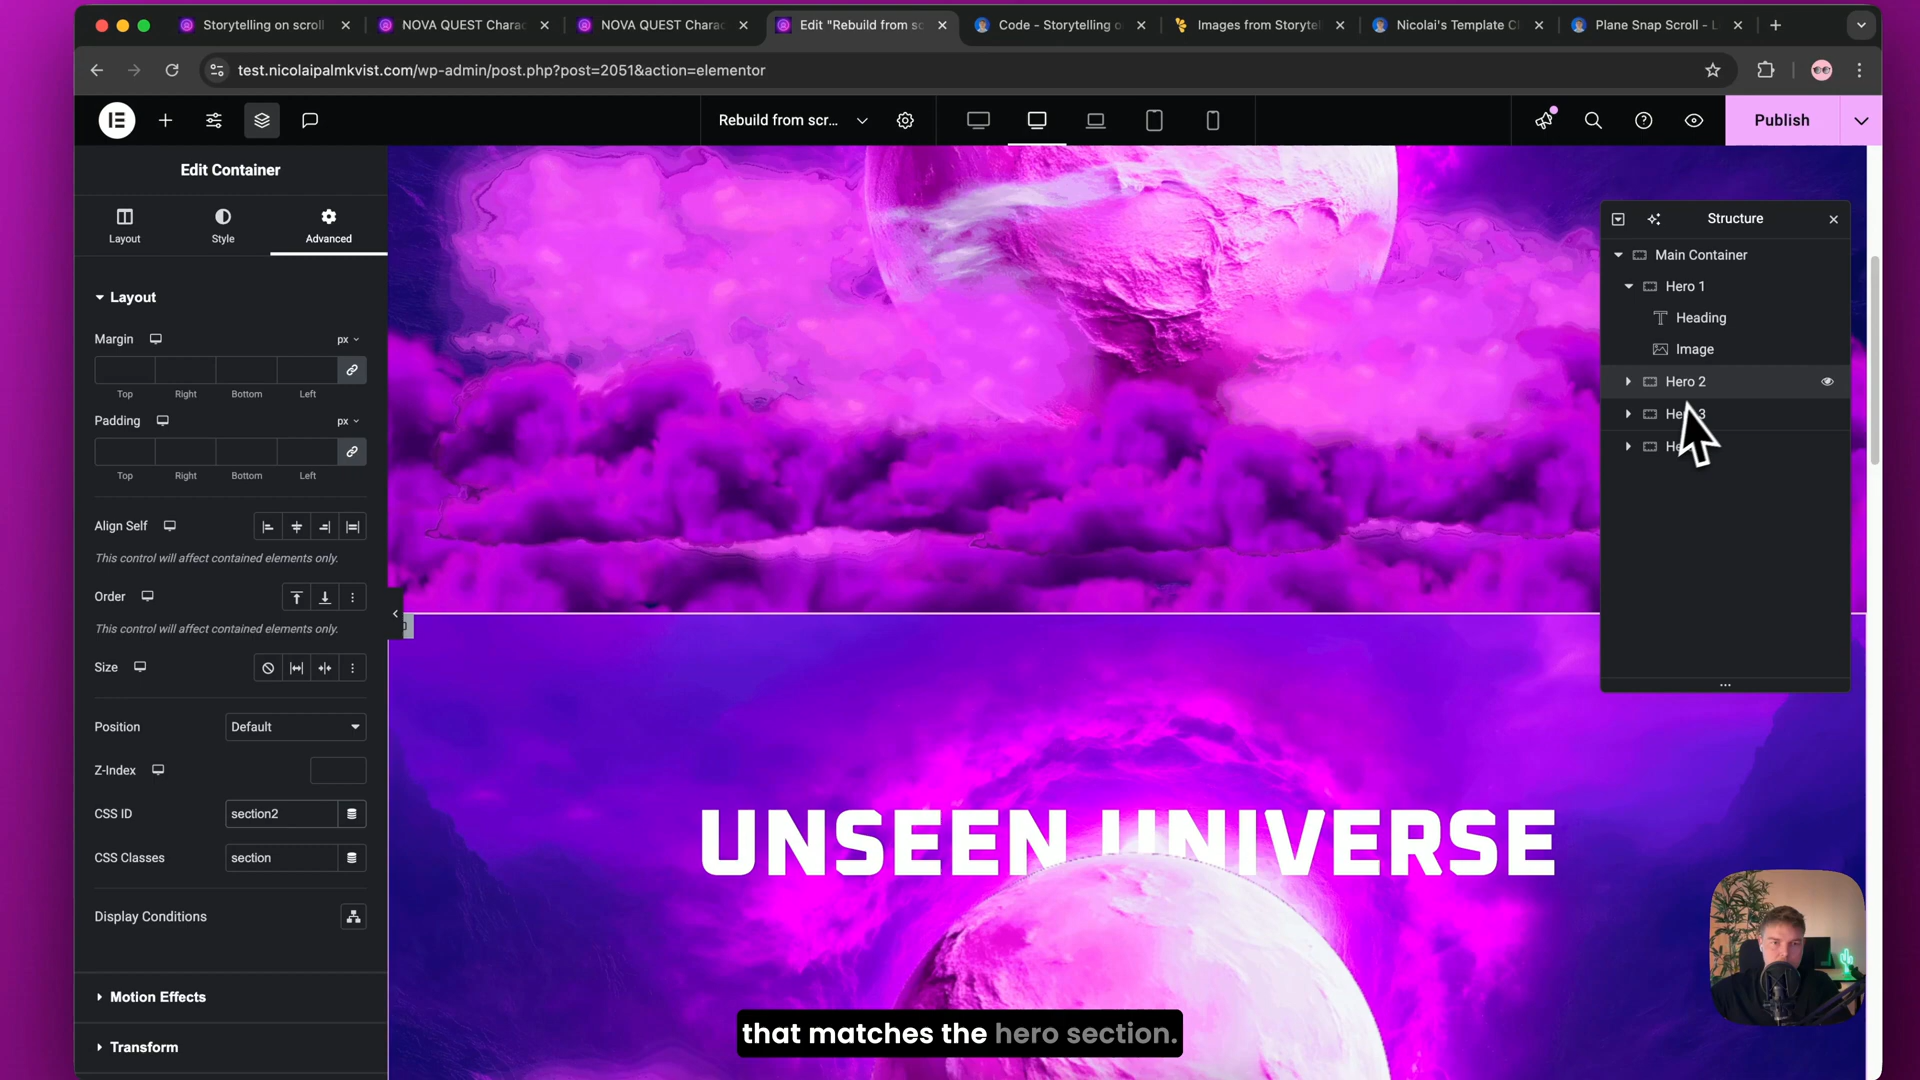 Storytelling on scroll
NOVA QUEST Charac
NOVA QUEST Charac
Edit "Rebuild from sc
Code - Storytelling o
Images from Storytel
Nicolai's Template C
Plane Snap Scroll - L
test.nicolaipalmkvist.com/wp-admin/post.php?post=2051&action=elementor
Rebuild from scr...
Publish
Edit Container
Layout
Style
Advanced
Layout
Margin
px
Top
Right
Bottom
Left
Padding
px
Top
Right
Bottom
Left
Align Self
This control will affect contained elements only.
Order
This control will affect contained elements only.
Size
Position
Default
Z-Index
CSS ID
section2
CSS Classes
section
Display Conditions
Motion Effects
Transform
Structure
Main Container
Hero 1
Heading
Image
Hero 2
UNSEEN UNIVERSE
that matches the hero section.